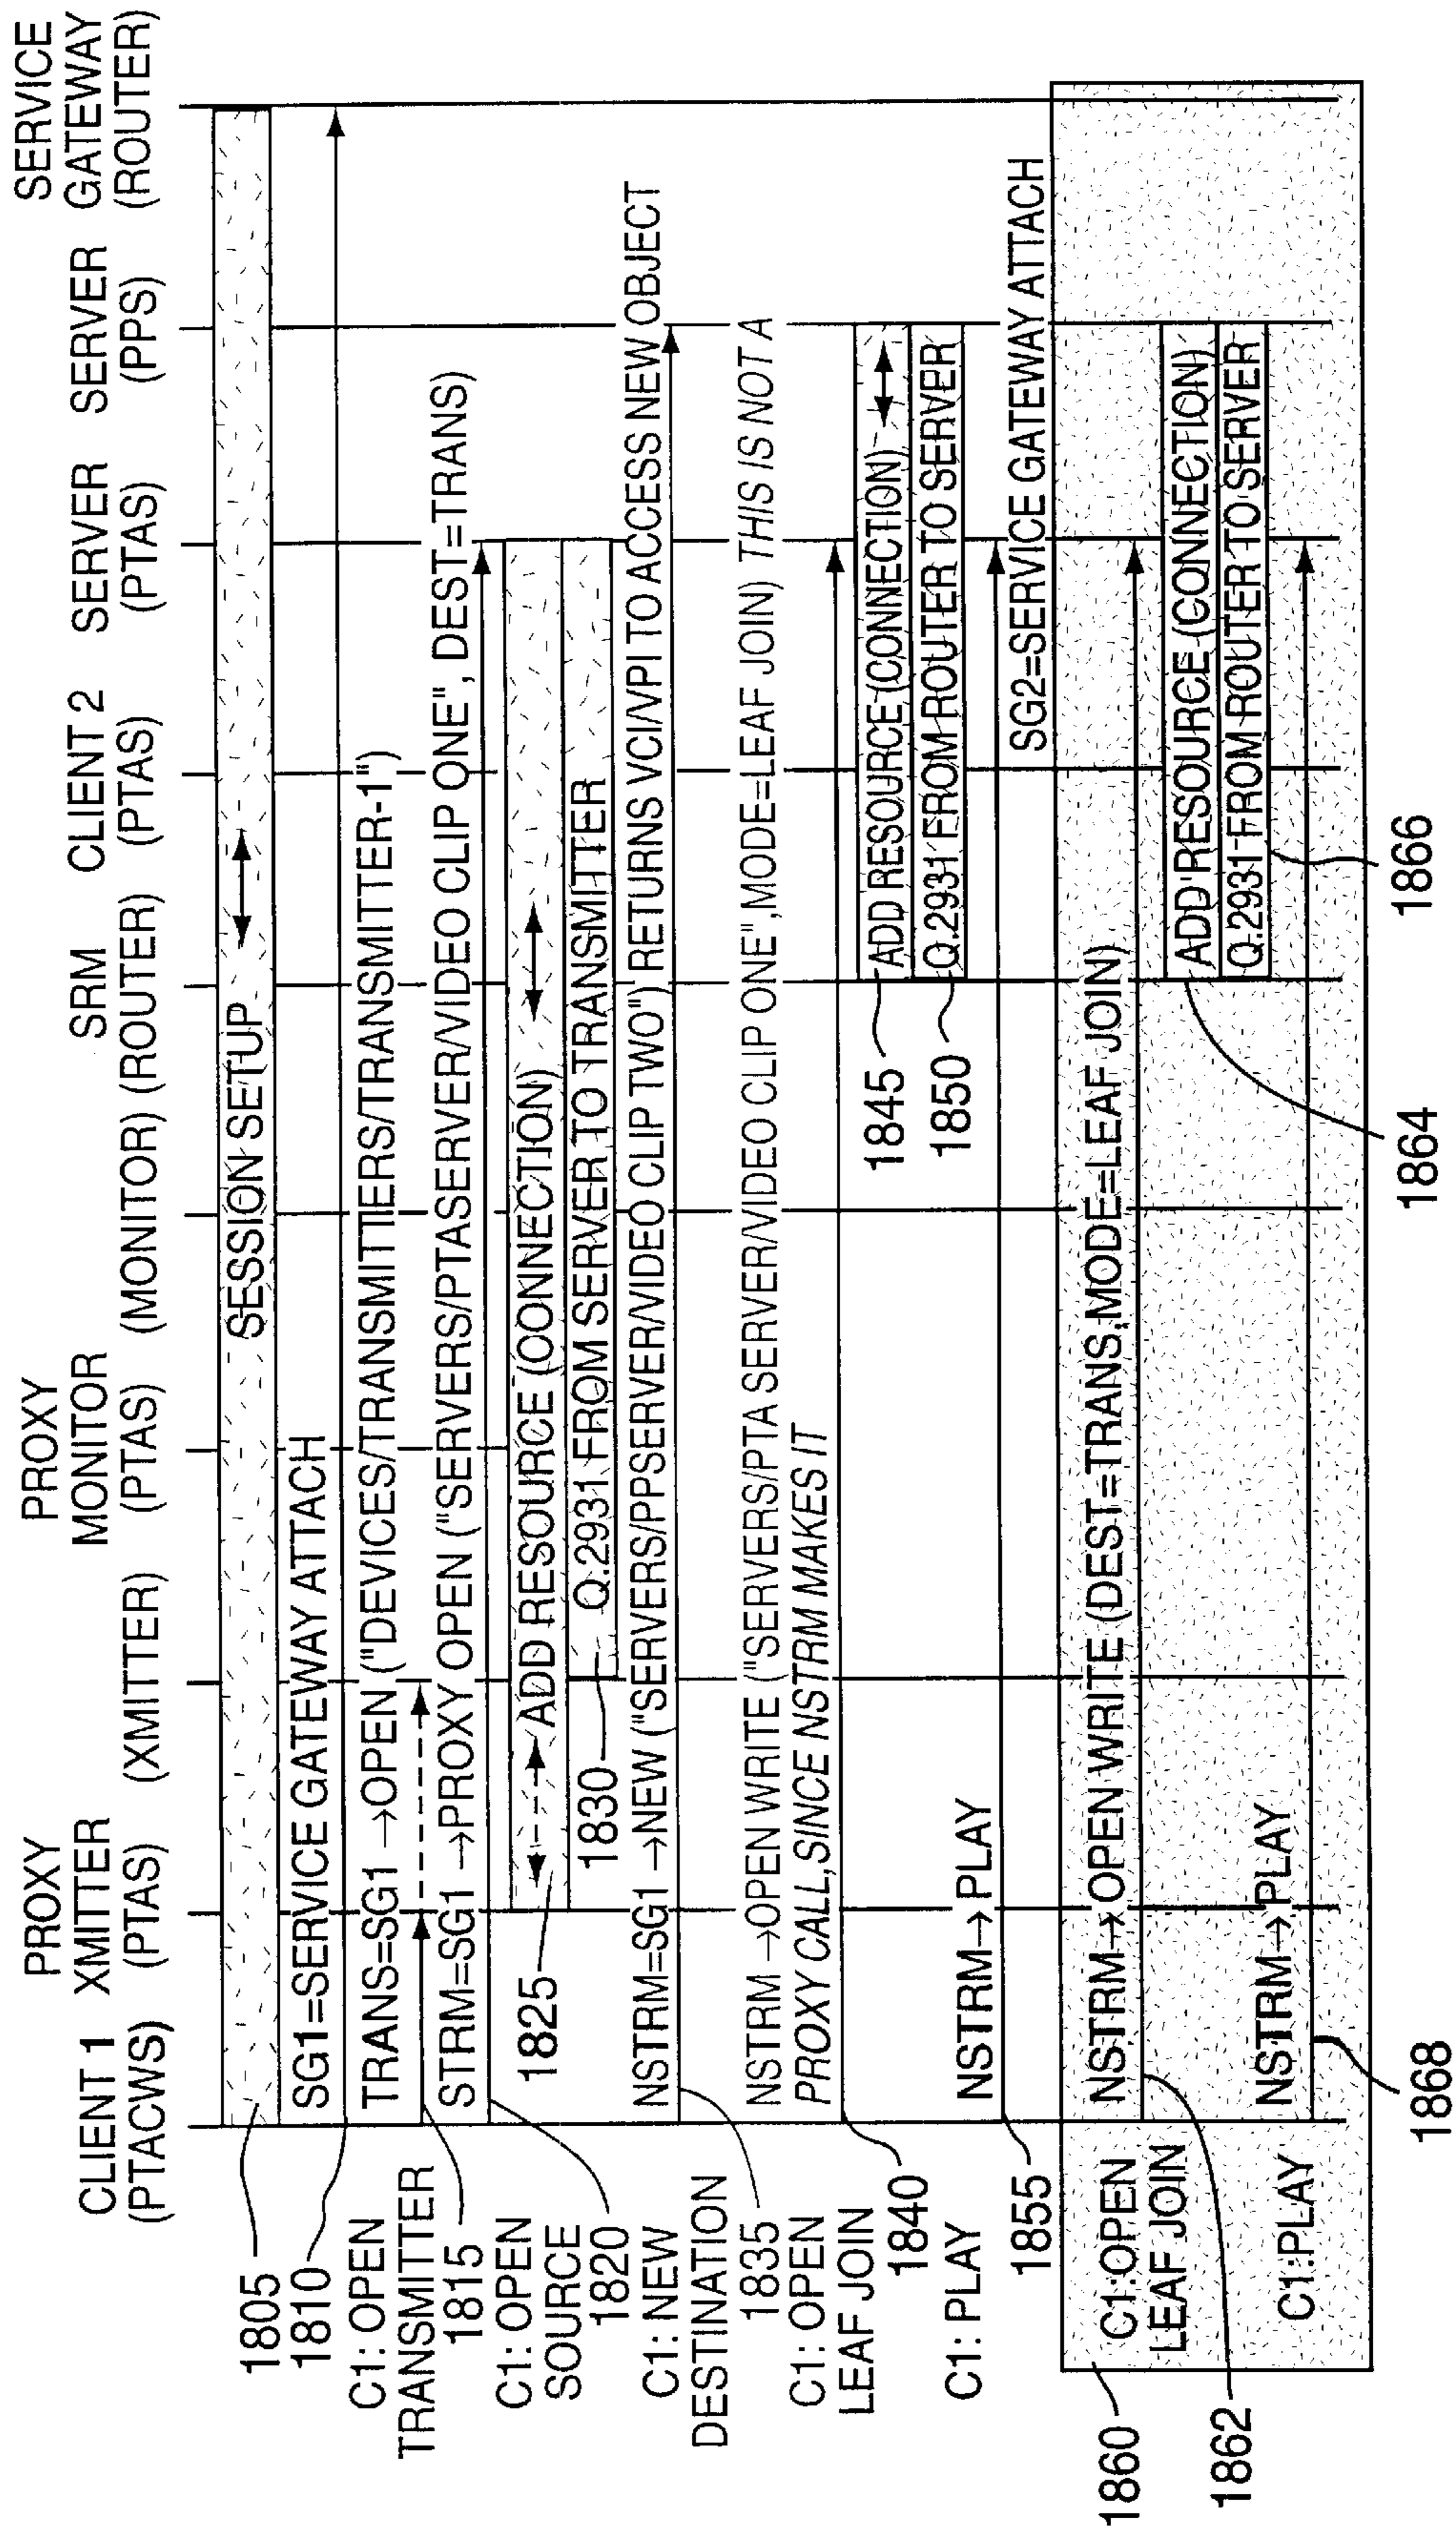 CLIENT 1
(PTACWS)
PROXY
XMITTER
(PTAS)
(XMITTER)
PROXY
MONITOR
(PTAS)
(MONITOR)
SRM
(ROUTER)
CLIENT 2
(PTAS)
SERVER
(PTAS)
SERVER
(PPS)
SERVICE
GATEWAY
(ROUTER)
1805
SESSION SETUP
1810
SG1=SERVICE GATEWAY ATTACH
C1: OPEN
TRANSMITTER
1815
TRANS=SG1 →OPEN ("DEVICES/TRANSMITTIERS/TRANSMITTER-1")
C1: OPEN
SOURCE
1820
STRM=SG1 →PROXY OPEN ("SERVERS/PTASERVER/VIDEO CLIP ONE", DEST=TRANS)
1825
ADD RESOURCE (CONNECTION)
1830
Q.2931 FROM SERVER TO TRANSMITTER
C1: NEW
DESTINATION
1835
NSTRM=SG1 →NEW ("SERVERS/PPSERVER/VIDEO CLIP TWO") RETURNS VCI/VPI TO ACCESS NEW OBJECT
C1: OPEN
LEAF JOIN
1840
NSTRM →OPEN WRITE ("SERVERS/PTA SERVER/VIDEO CLIP ONE",MODE=LEAF JOIN) THIS IS NOT A
PROXY CALL,SINCE NSTRM MAKES IT
1845
ADD RESOURCE (CONNECTION)
1850
Q.2931 FROM ROUTER TO SERVER
C1: PLAY
1855
NSTRM→ PLAY
SG2=SERVICE GATEWAY ATTACH
1860
C1:OPEN
LEAF JOIN
1862
NSTRM→ OPEN WRITE (DEST=TRANS,MODE=LEAF JOIN)
1864
ADD RESOURCE (CONNECTION)
1866
Q.2931 FROM ROUTER TO SERVER
C1:PLAY
NSTRM→PLAY
1868